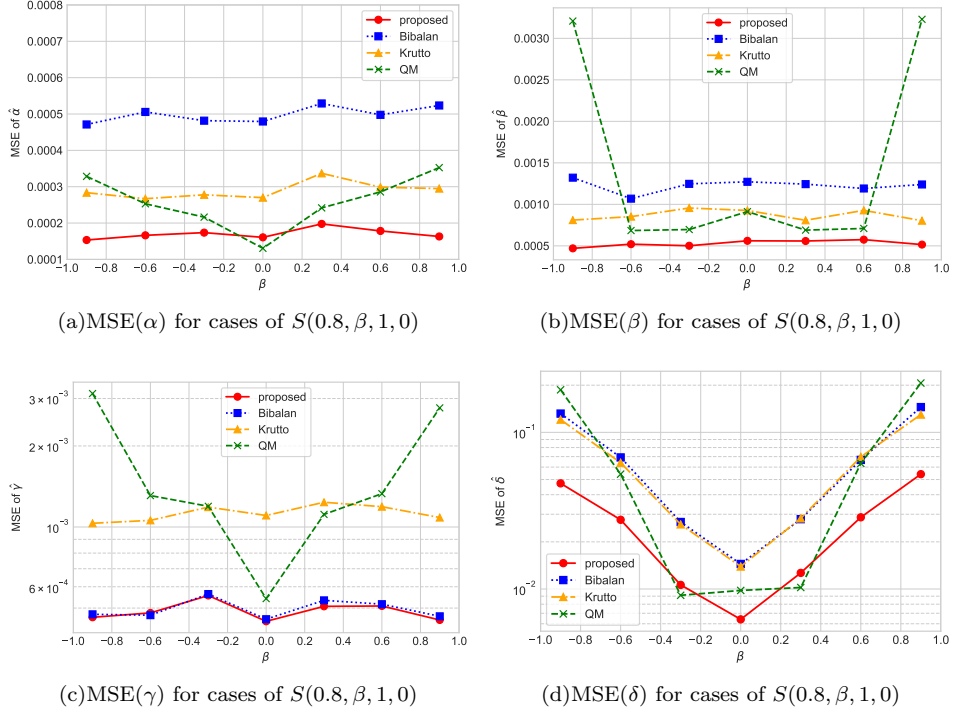 0.0008
0.0007
0.0006
0.0005
0.0004
0.0003
0.0002
0.0001
MSE of α̂
−1.0 −0.8 −0.6 −0.4 −0.2 0.0 0.2 0.4 0.6 0.8 1.0
β
proposed
Bibalan
Krutto
QM
(a)MSE(α) for cases of S(0.8, β, 1, 0)
0.0030
0.0025
0.0020
0.0015
0.0010
0.0005
MSE of β̂
−1.0 −0.8 −0.6 −0.4 −0.2 0.0 0.2 0.4 0.6 0.8 1.0
β
proposed
Bibalan
Krutto
QM
(b)MSE(β) for cases of S(0.8, β, 1, 0)
3×10⁻³
2×10⁻³
10⁻³
6×10⁻⁴
MSE of γ̂
−1.0 −0.8 −0.6 −0.4 −0.2 0.0 0.2 0.4 0.6 0.8 1.0
β
proposed
Bibalan
Krutto
QM
(c)MSE(γ) for cases of S(0.8, β, 1, 0)
10⁻¹
10⁻²
MSE of δ̂
−1.0 −0.8 −0.6 −0.4 −0.2 0.0 0.2 0.4 0.6 0.8 1.0
β
proposed
Bibalan
Krutto
QM
(d)MSE(δ) for cases of S(0.8, β, 1, 0)